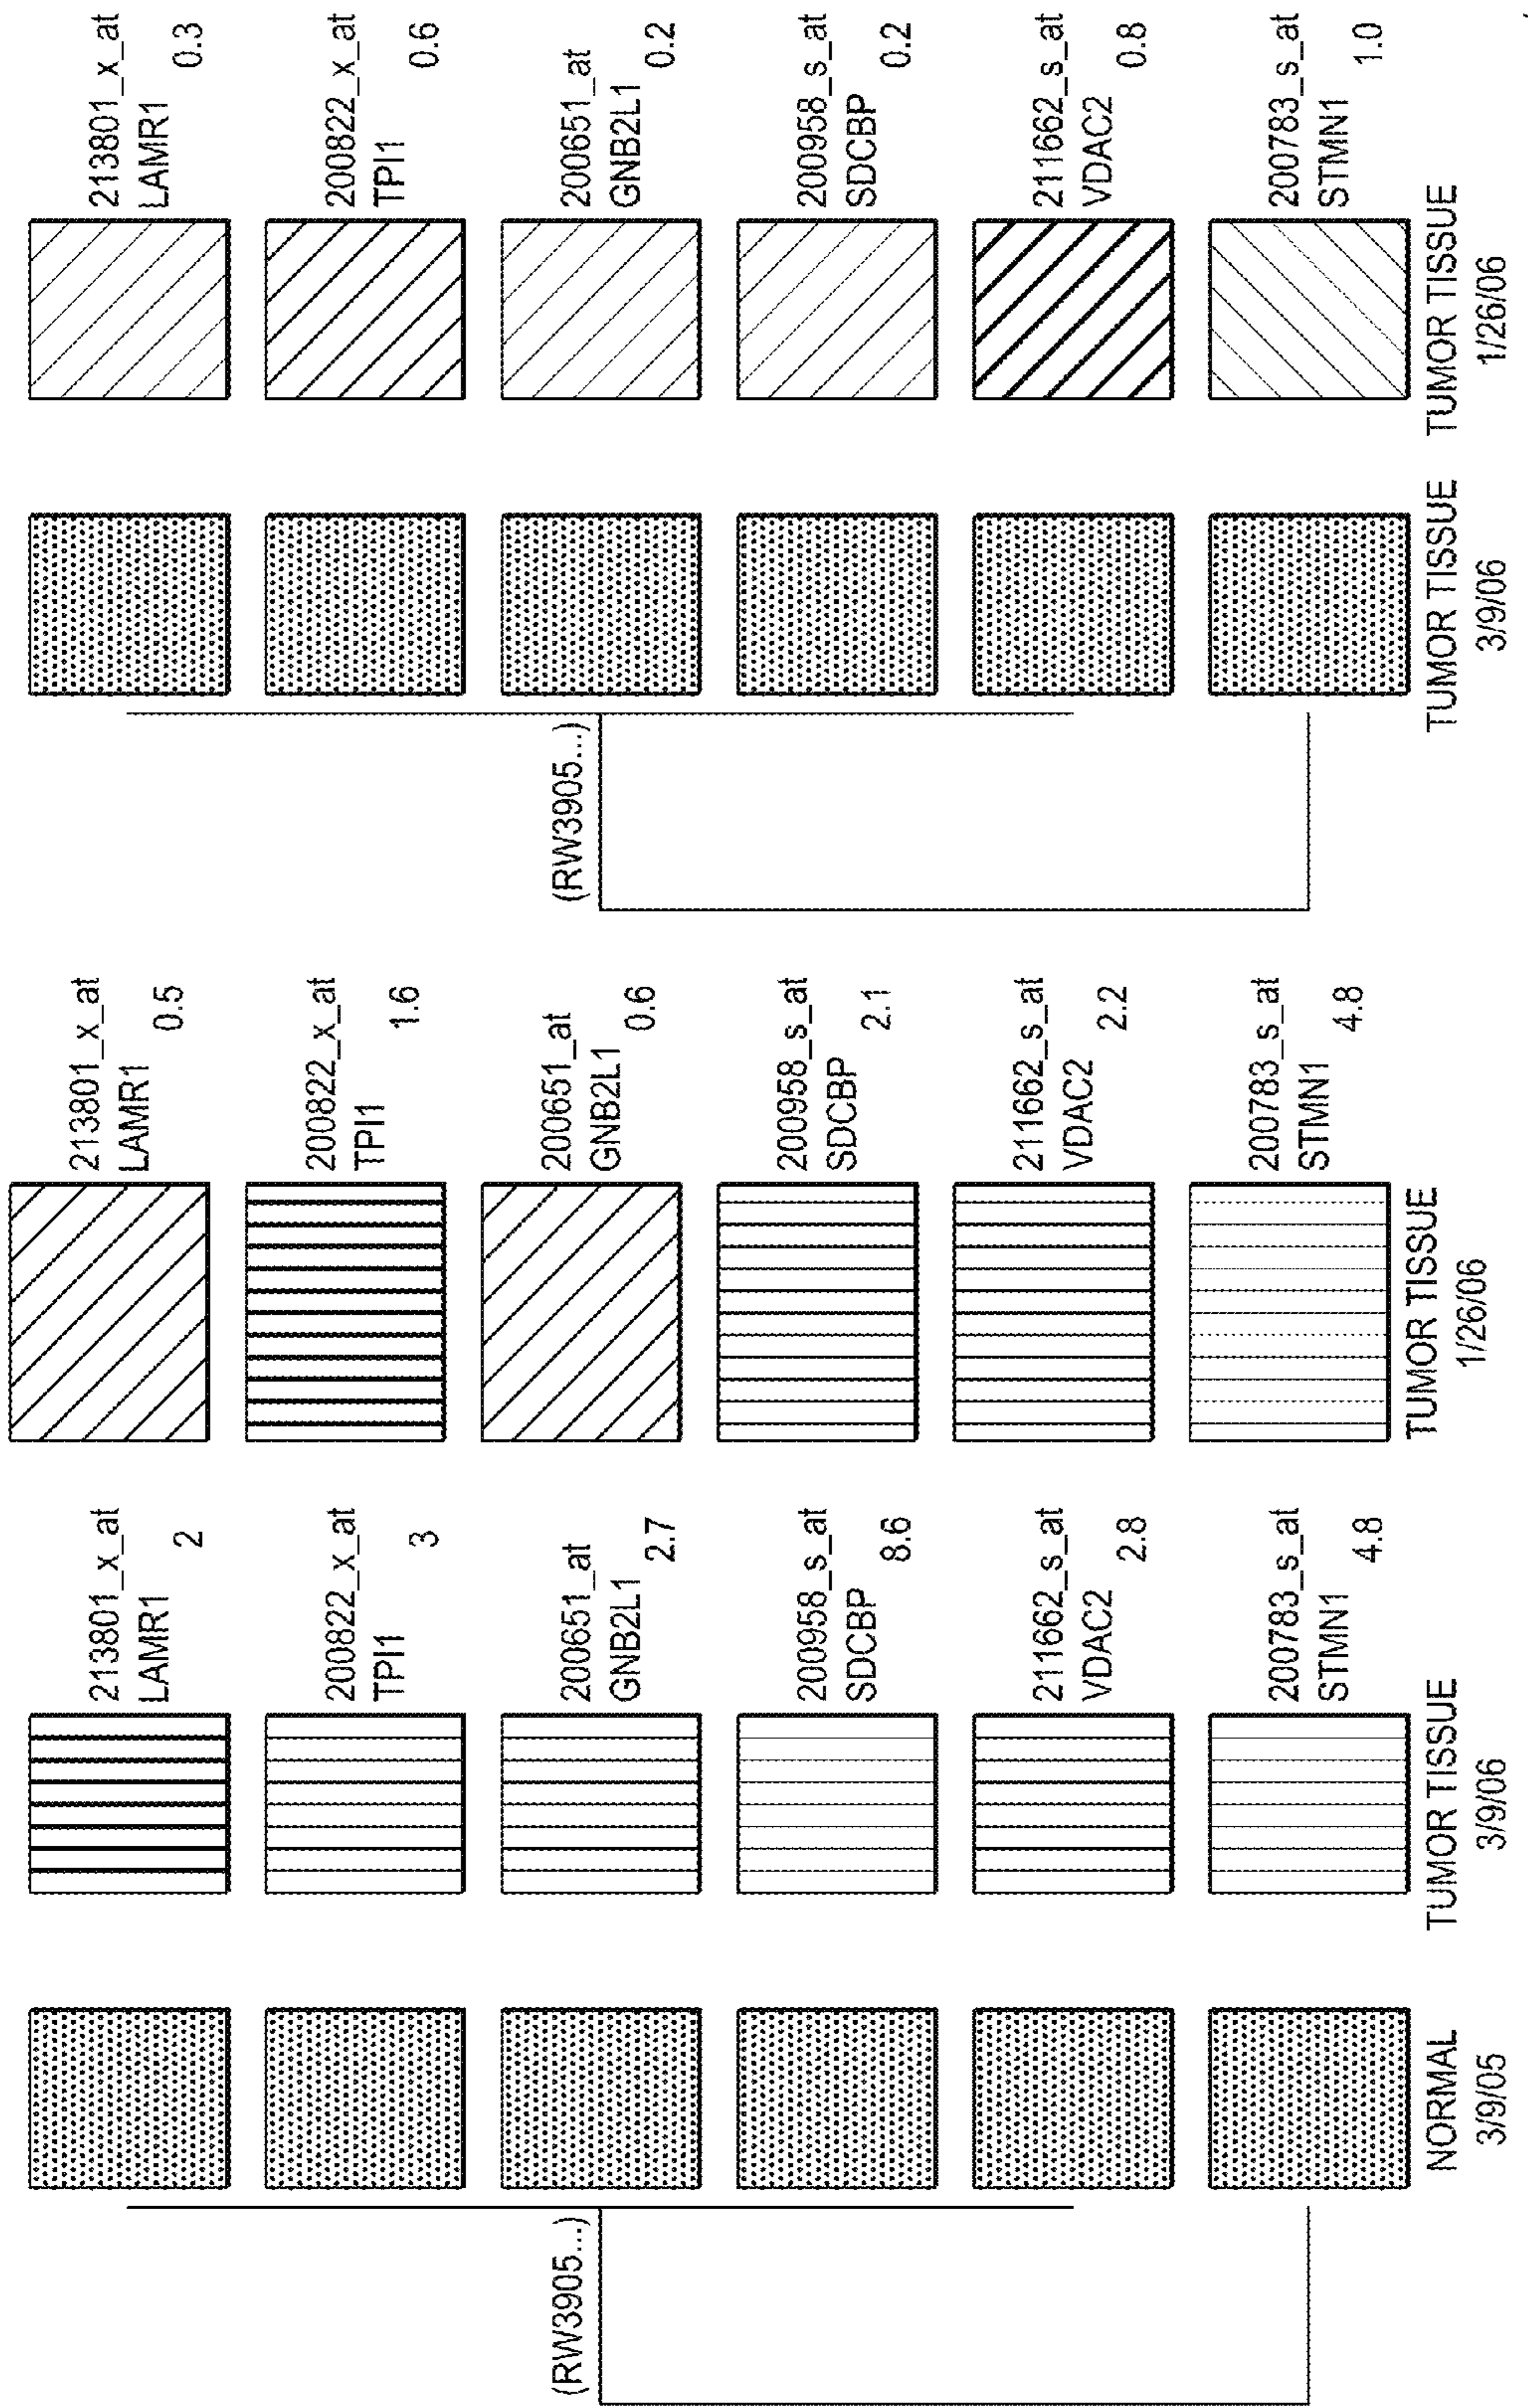 (RW3905...)
NORMAL
3/9/05
213801_x_at
LAMR1
2
200822_x_at
TPI1
3
200651_at
GNB2L1
2.7
200958_s_at
SDCBP
8.6
211662_s_at
VDAC2
2.8
200783_s_at
STMN1
4.8
TUMOR TISSUE
3/9/06
213801_x_at
LAMR1
0.5
200822_x_at
TPI1
1.6
200651_at
GNB2L1
0.6
200958_s_at
SDCBP
2.1
211662_s_at
VDAC2
2.2
200783_s_at
STMN1
4.8
TUMOR TISSUE
1/26/06
(RW3905...)
TUMOR TISSUE
3/9/06
213801_x_at
LAMR1
0.3
200822_x_at
TPI1
0.6
200651_at
GNB2L1
0.2
200958_s_at
SDCBP
0.2
211662_s_at
VDAC2
0.8
200783_s_at
STMN1
1.0
TUMOR TISSUE
1/26/06